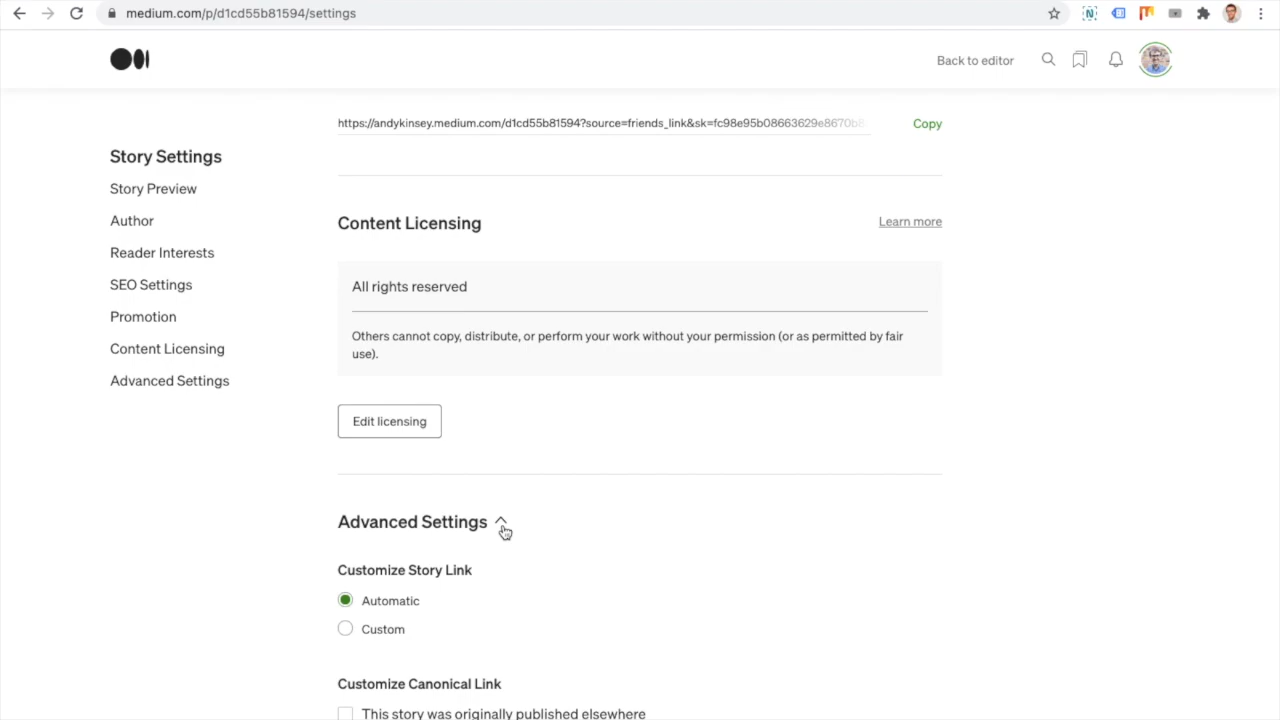 medium.com/p/d1cd55b81594/settings
Back to editor
https://andykinsey.medium.com/d1cd55b81594?source=friends_link&sk=fc98e95b08663629e8670b8
Copy
Story Settings
Story Preview
Author
Reader Interests
SEO Settings
Promotion
Content Licensing
Advanced Settings
Content Licensing
Learn more
All rights reserved
Others cannot copy, distribute, or perform your work without your permission (or as permitted by fair
use).
Edit licensing
Advanced Settings
Customize Story Link
Automatic
Custom
Customize Canonical Link
This story was originally published elsewhere